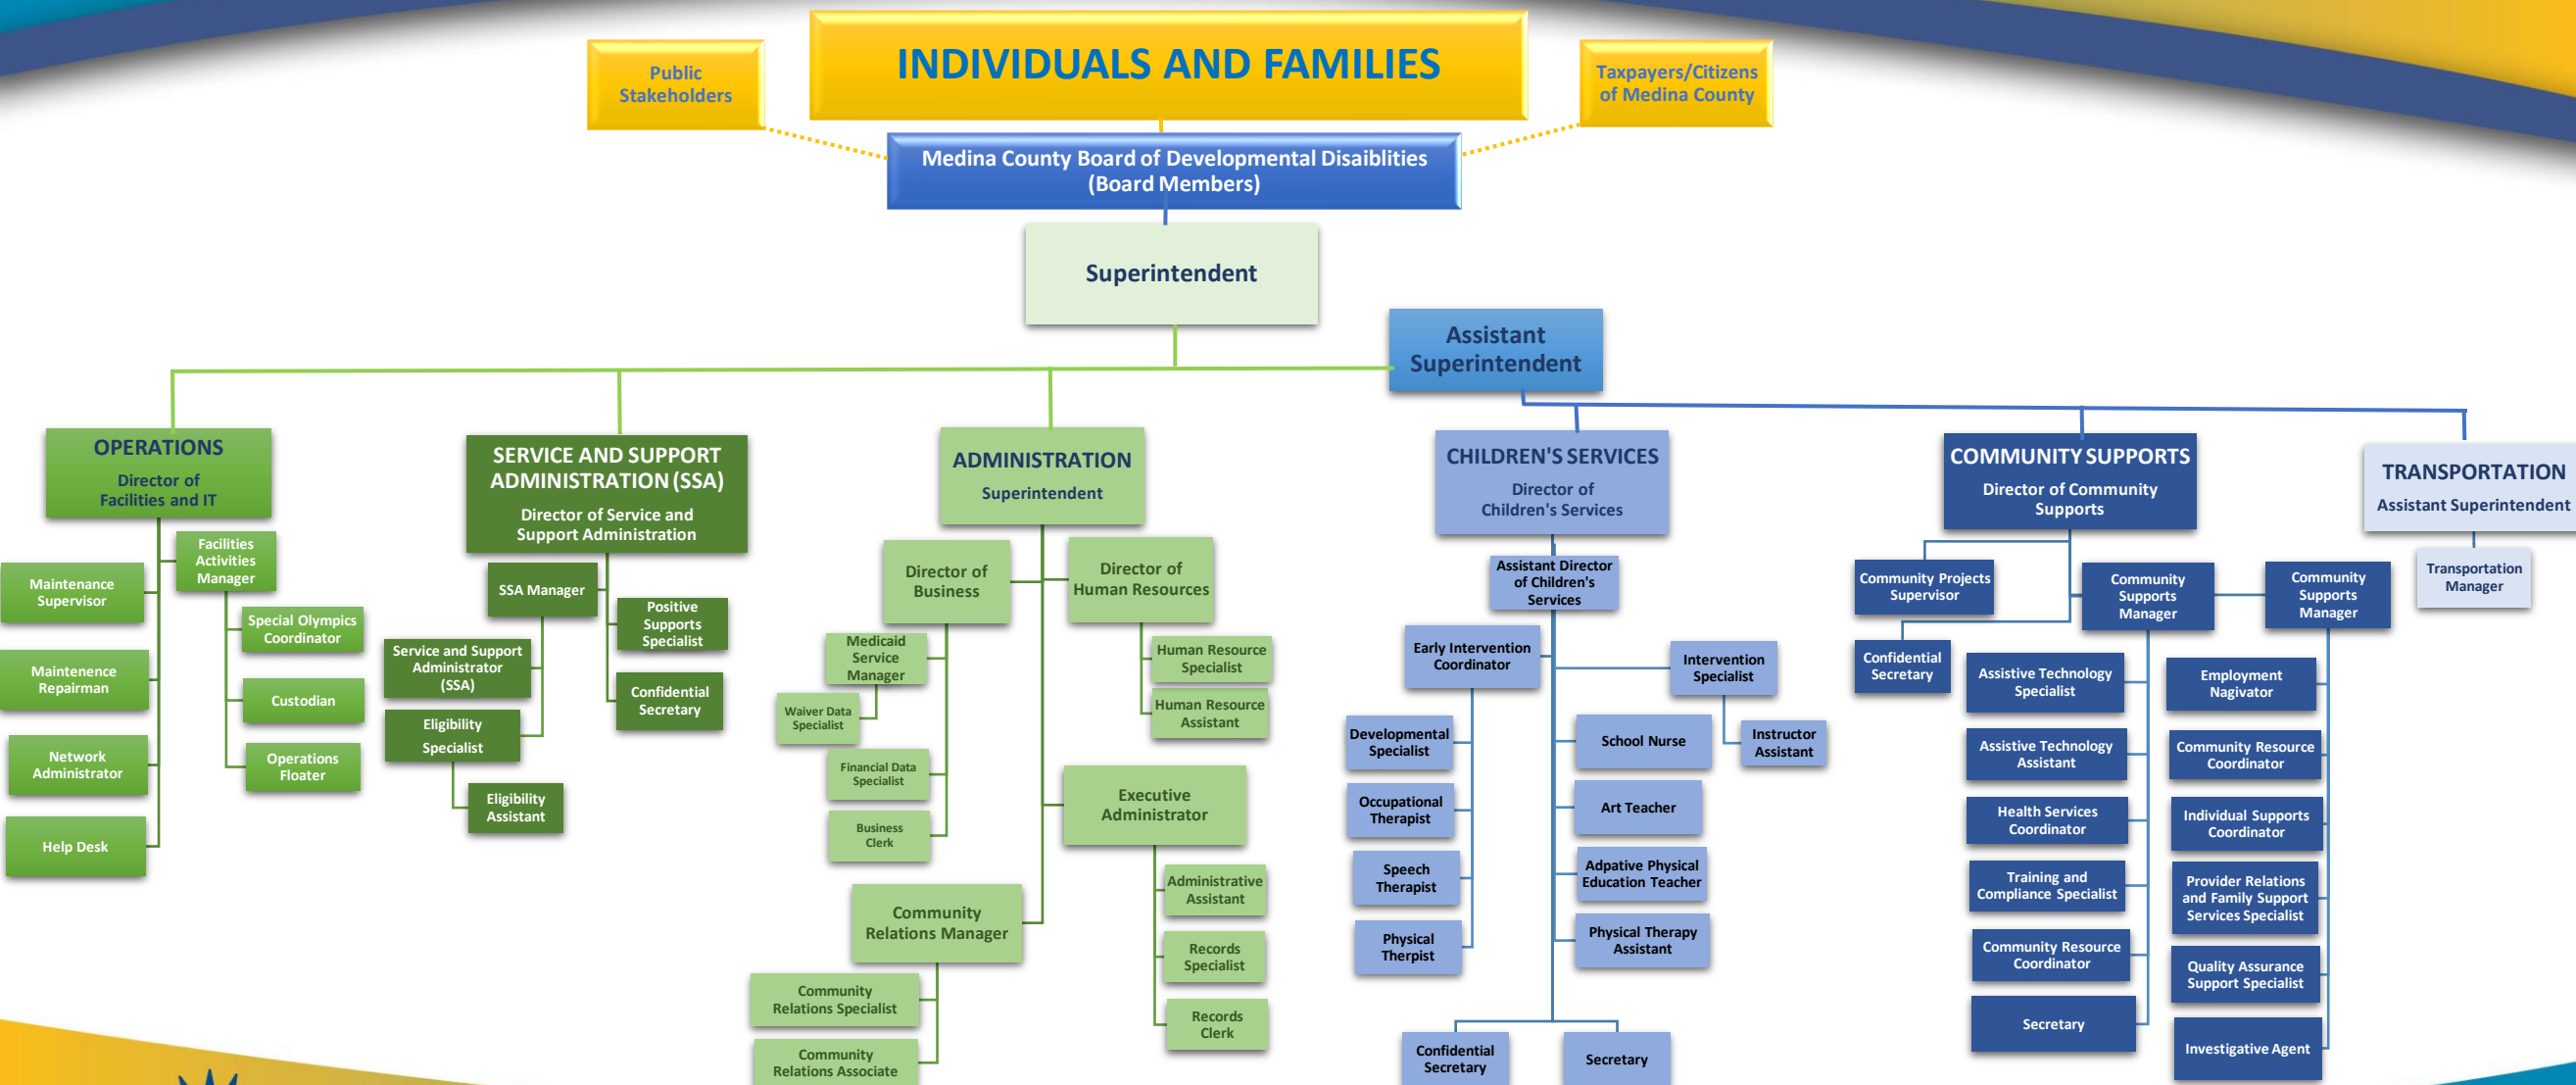 INDIVIDUALS AND FAMILIES
Public
Stakeholders
Taxpayers/Citizens
of Medina County
Medina County Board of Developmental Disaiblities
(Board Members)
Superintendent
Assistant
Superintendent
OPERATIONS
Director of
Facilities and IT
Facilities
Activities
Manager
Maintenance
Supervisor
Special Olympics
Coordinator
Maintenence
Repairman
Custodian
Network
Administrator
Operations
Floater
Help Desk
SERVICE AND SUPPORT
ADMINISTRATION (SSA)
Director of Service and
Support Administration
SSA Manager
Positive
Supports
Specialist
Service and Support
Administrator
(SSA)
Confidential
Secretary
Eligibility
Specialist
Eligibility
Assistant
ADMINISTRATION
Superintendent
Director of
Business
Director of
Human Resources
Medicaid
Service
Manager
Human Resource
Specialist
Waiver Data
Specialist
Human Resource
Assistant
Financial Data
Specialist
Business
Clerk
Executive
Administrator
Administrative
Assistant
Community
Relations Manager
Records
Specialist
Community
Relations Specialist
Records
Clerk
Community
Relations Associate
CHILDREN'S SERVICES
Director of
Children's Services
Assistant Director
of Children's
Services
Early Intervention
Coordinator
Intervention
Specialist
Developmental
Specialist
School Nurse
Instructor
Assistant
Occupational
Therapist
Art Teacher
Speech
Therapist
Adpative Physical
Education Teacher
Physical
Therpist
Physical Therapy
Assistant
Confidential
Secretary
Secretary
COMMUNITY SUPPORTS
Director of Community
Supports
Community Projects
Supervisor
Community
Supports
Manager
Community
Supports
Manager
Confidential
Secretary
Assistive Technology
Specialist
Employment
Nagivator
Assistive Technology
Assistant
Community Resource
Coordinator
Health Services
Coordinator
Individual Supports
Coordinator
Training and
Compliance Specialist
Provider Relations
and Family Support
Services Specialist
Community Resource
Coordinator
Quality Assurance
Support Specialist
Secretary
Investigative Agent
TRANSPORTATION
Assistant Superintendent
Transportation
Manager